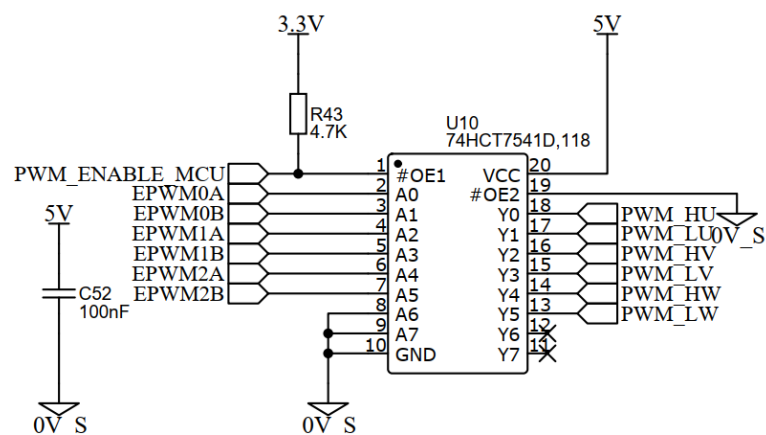 3.3V
5V
R43
4.7K
U10
74HCT7541D,118
PWM_ENABLE_MCU 1 #OE1 VCC 20
EPWM0A 2 A0 #OE2 19
EPWM0B 3 A1 Y0 18 PWM_HU
5V EPWM1A 4 A2 Y1 17 PWM_LU 0V_S
EPWM1B 5 A3 Y2 16 PWM_HV
EPWM2A 6 A4 Y3 15 PWM_LV
C52 EPWM2B 7 A5 Y4 14 PWM_HW
100nF 8 A6 Y5 13 PWM_LW
9 A7 Y6 12
10 GND Y7 11
0V_S 0V_S